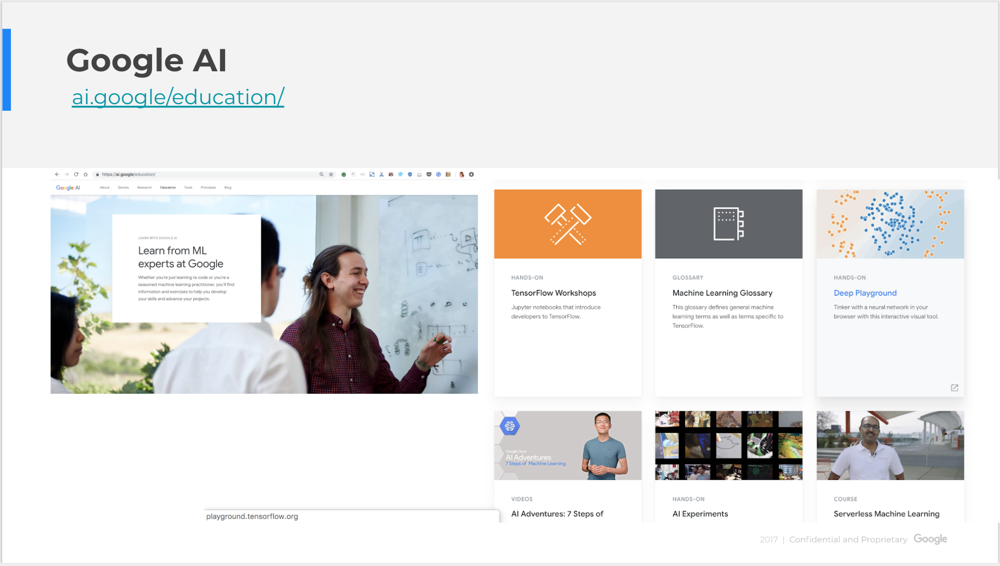 Google AI
ai.google/education/
https://ai.google/education/
Google AI
About Stories Research Education Tools Principles Blog
LEARN WITH GOOGLE AI
Learn from ML
experts at Google
Whether you're just learning to code or you're a
seasoned machine learning practitioner, you'll find
information and exercises to help you develop
your skills and advance your projects.
HANDS-ON
TensorFlow Workshops
Jupyter notebooks that introduce
developers to TensorFlow.
GLOSSARY
Machine Learning Glossary
This glossary defines general machine
learning terms as well as terms specific to
TensorFlow.
HANDS-ON
Deep Playground
Tinker with a neural network in your
browser with this interactive visual tool.
Google Cloud
AI Adventures
7 Steps of Machine Learning
VIDEOS
AI Adventures: 7 Steps of
HANDS-ON
AI Experiments
COURSE
Serverless Machine Learning
playground.tensorflow.org
2017 | Confidential and Proprietary Google